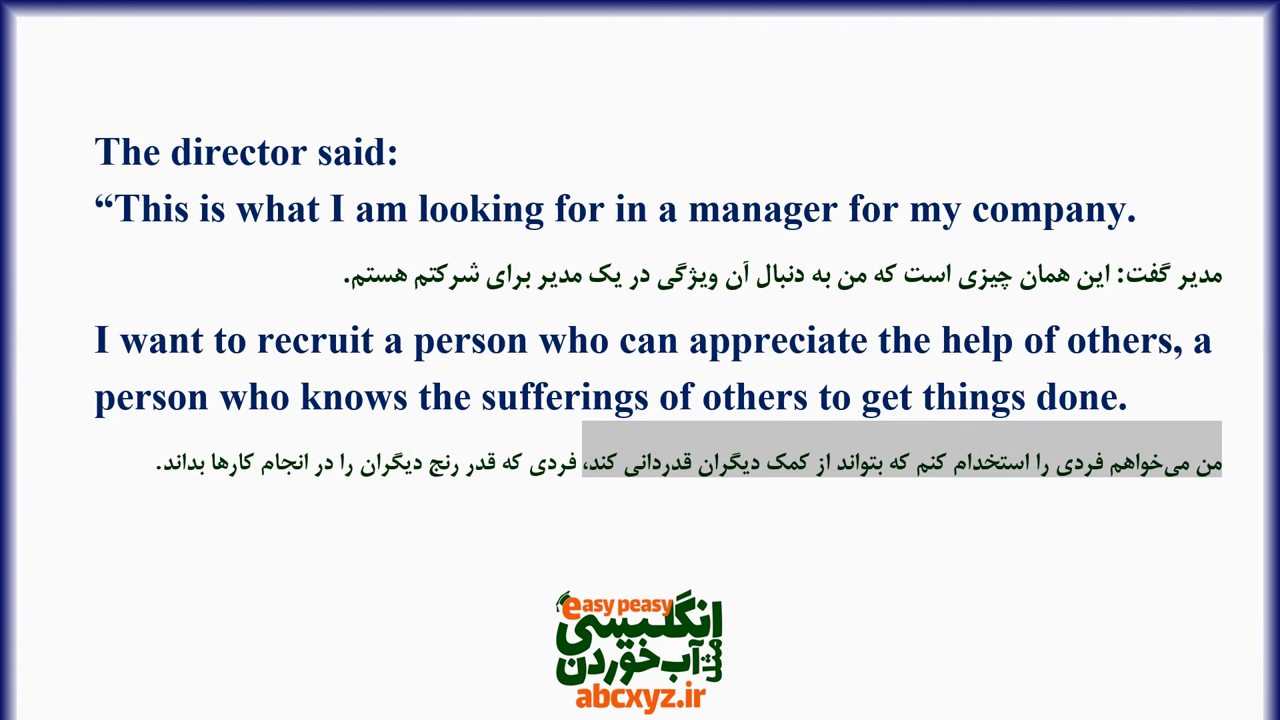 The director said:
“This is what I am looking for in a manager for my company.
مدیر گفت: این همان چیزی است که من به دنبال آن ویژگی در یک مدیر برای شرکتم هستم.
I want to recruit a person who can appreciate the help of others, a
person who knows the sufferings of others to get things done.
من می‌خواهم فردی را استخدام کنم که بتواند از کمک دیگران قدردانی کند، فردی که قدر رنج دیگران را در انجام کارها بداند.
easy peasy
انگلیسی
مثل آب خوردن
abcxyz.ir